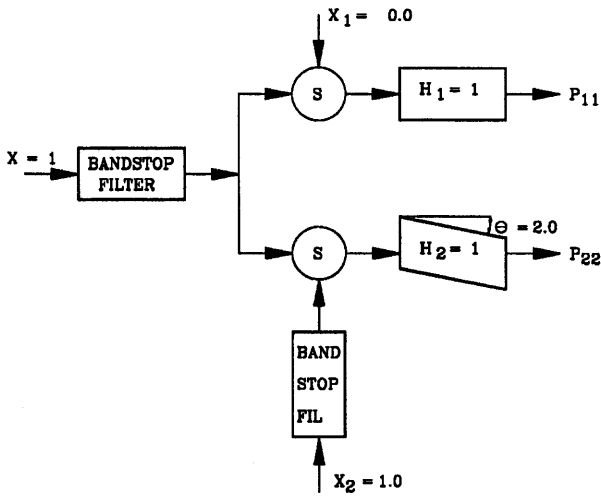 X₁ = 0.0
S
H₁ = 1
P₁₁
X = 1
BANDSTOP
FILTER
Θ = 2.0
S
H₂ = 1
P₂₂
BAND
STOP
FIL
X₂ = 1.0